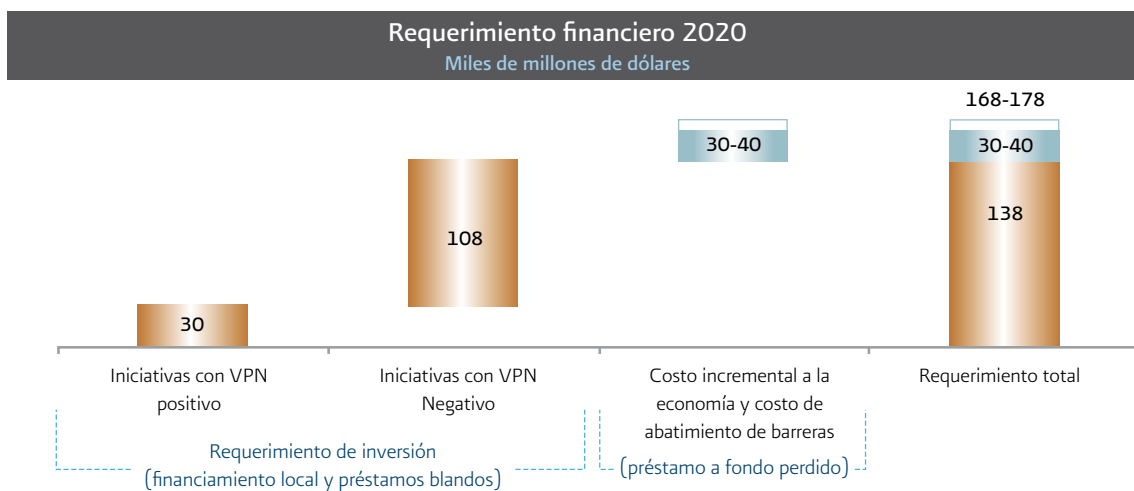 Requerimiento financiero 2020
Miles de millones de dólares
168-178
30-40
30-40
138
108
30
Iniciativas con VPN
positivo
Iniciativas con VPN
Negativo
Costo incremental a la
economía y costo de
abatimiento de barreras
Requerimiento total
Requerimiento de inversión
(financiamiento local y préstamos blandos)
(préstamo a fondo perdido)